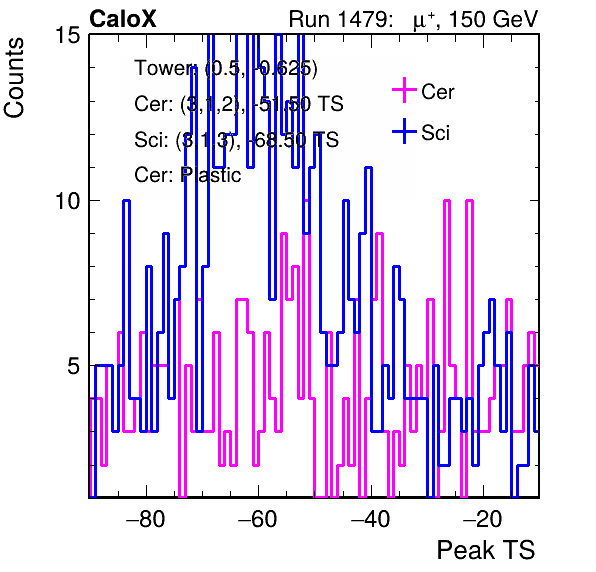 CaloX Run 1479: μ⁺, 150 GeV
Counts
15
10
5
Tower: (0.5, -0.625)
Cer: (3,1,2), -51.50 TS
Sci: (3,1,3), -68.50 TS
Cer: Plastic
Cer
Sci
−80 −60 −40 −20
Peak TS